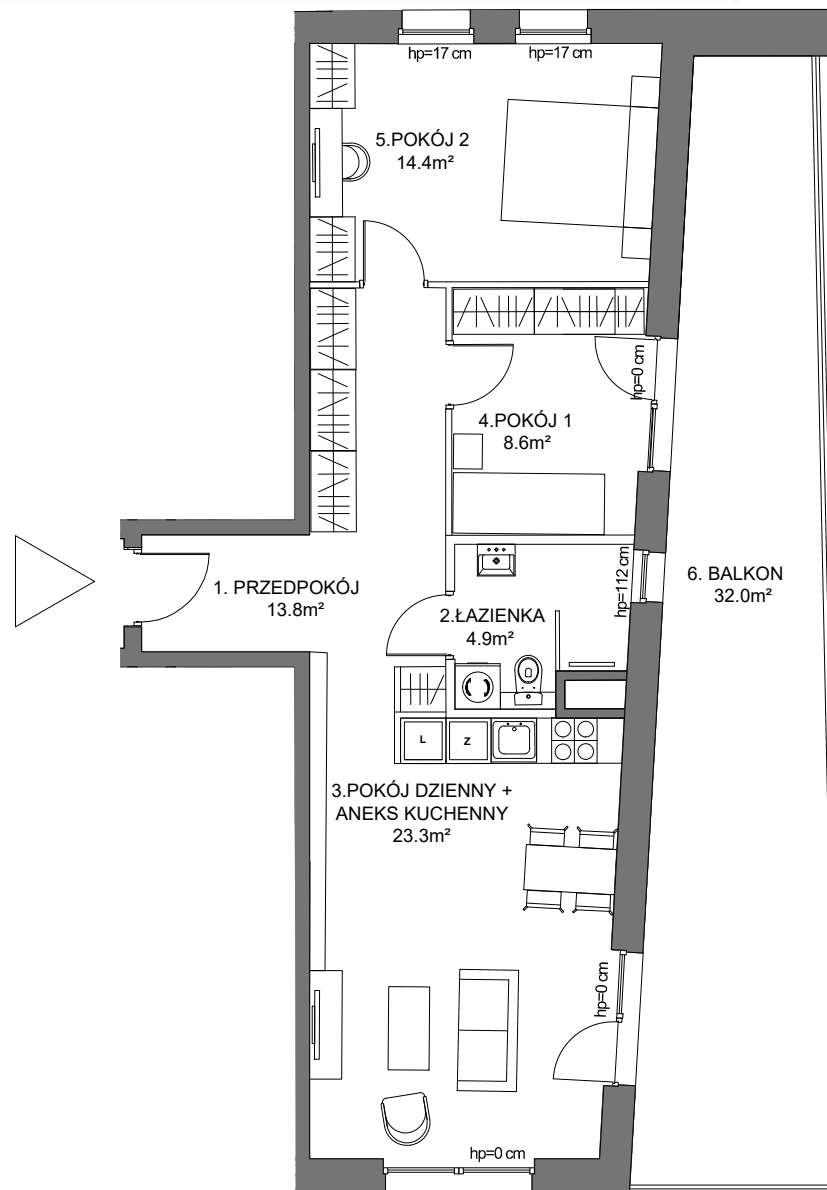 hp=17 cm
hp=17 cm
5.POKÓJ 2
14.4m²
hp=0 cm
4.POKÓJ 1
8.6m²
hp=112 cm
1. PRZEDPOKÓJ
13.8m²
2.ŁAZIENKA
4.9m²
6. BALKON
32.0m²
L
Z
3.POKÓJ DZIENNY +
ANEKS KUCHENNY
23.3m²
hp=0 cm
hp=0 cm